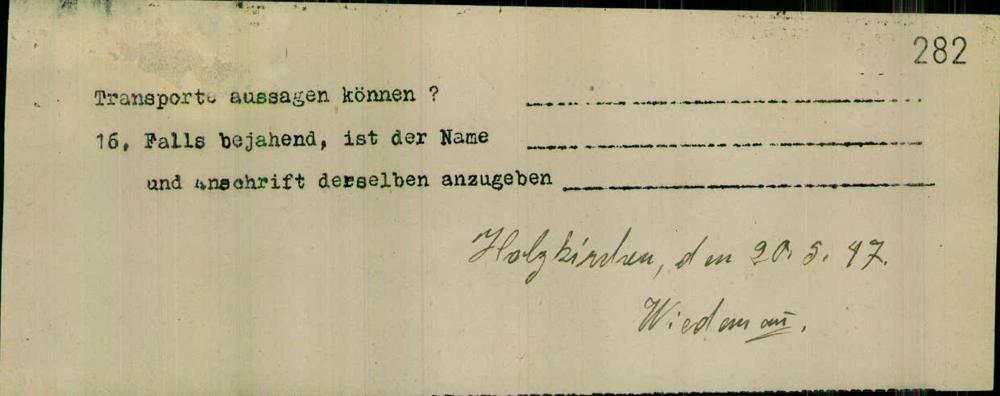 282
Transporte aussagen können ?
16, Falls bejahend, ist der Name
und Anschrift derselben anzugeben
Holzkirchen, den 20. 5. 47.
Wiedemann.